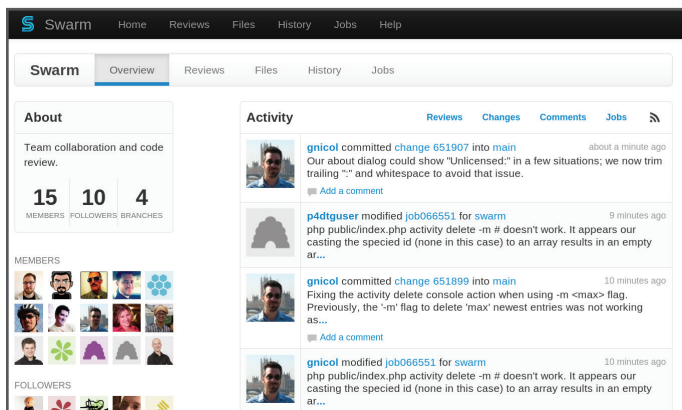 Swarm Home Reviews Files History Jobs Help
Swarm Overview Reviews Files History Jobs
About
Team collaboration and code
review.
15 10 4
MEMBERS FOLLOWERS BRANCHES
MEMBERS
FOLLOWERS
Activity Reviews Changes Comments Jobs
gnicol committed change 651907 into main about a minute ago
Our about dialog could show "Unlicensed:" in a few situations; we now trim
trailing ":" and whitespace to avoid that issue.
Add a comment
p4dtguser modified job066551 for swarm 9 minutes ago
php public/index.php activity delete -m # doesn't work. It appears our
casting the specied id (none in this case) to an array results in an empty
ar...
gnicol committed change 651899 into main 10 minutes ago
Fixing the activity delete console action when using -m <max> flag.
Previously, the '-m' flag to delete 'max' newest entries was not working
as...
Add a comment
gnicol modified job066551 for swarm 10 minutes ago
php public/index.php activity delete -m # doesn't work. It appears our
casting the specied id (none in this case) to an array results in an empty
ar...